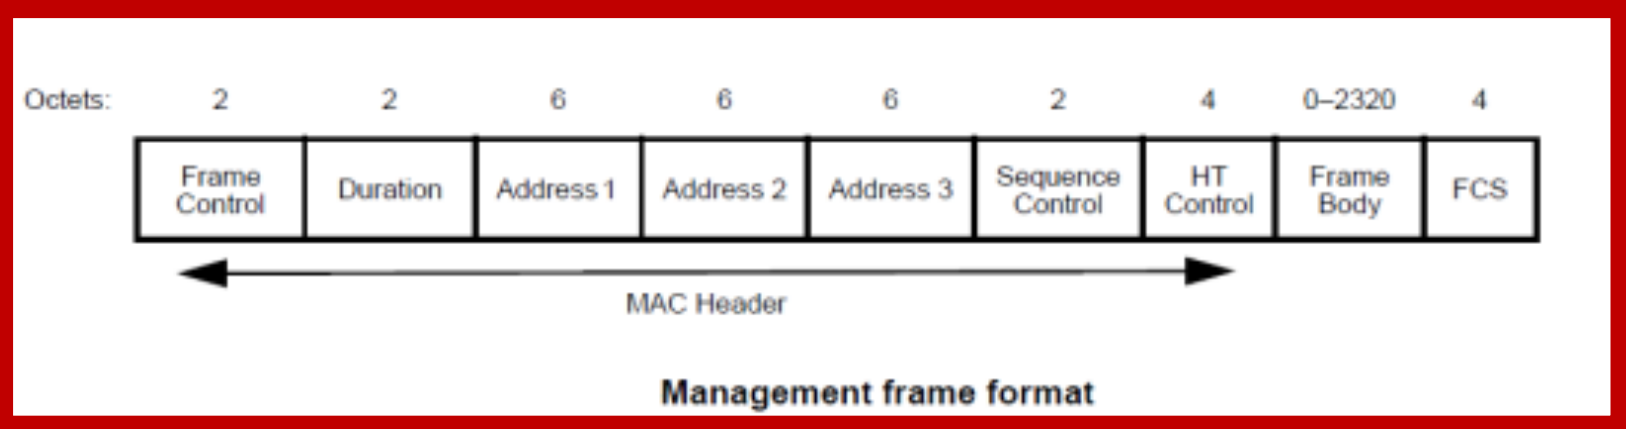 Octets: 2 2 6 6 6 2 4 0–2320 4
Frame Control Duration Address 1 Address 2 Address 3 Sequence Control HT Control Frame Body FCS
MAC Header
Management frame format